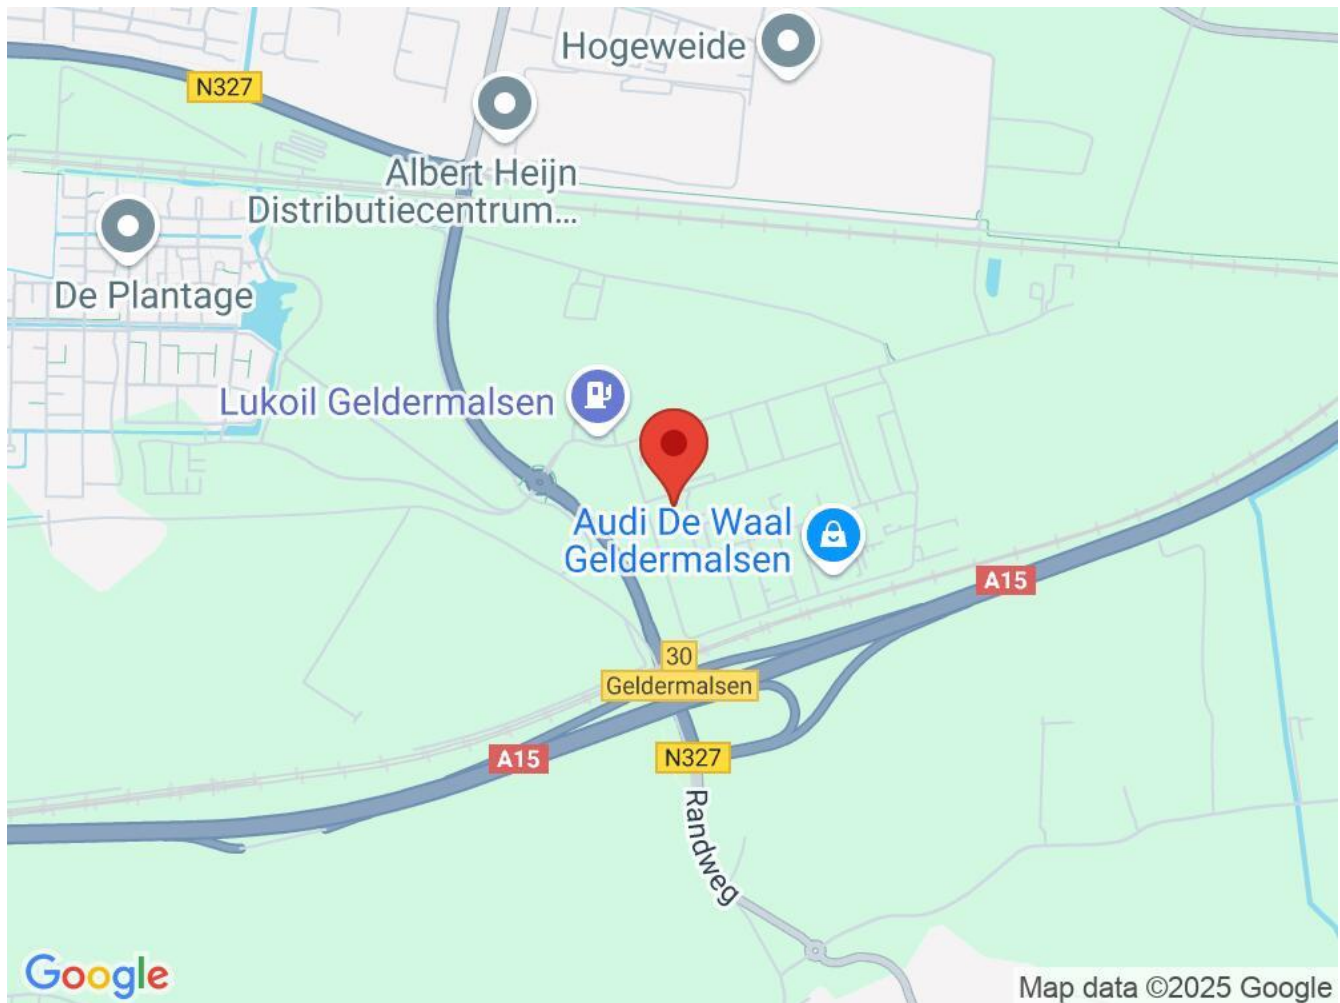 Hogeweide
N327
Albert Heijn
Distributiecentrum...
De Plantage
Lukoil Geldermalsen
Audi De Waal
Geldermalsen
A15
30
Geldermalsen
A15
N327
Randweg
Google
Map data ©2025 Google